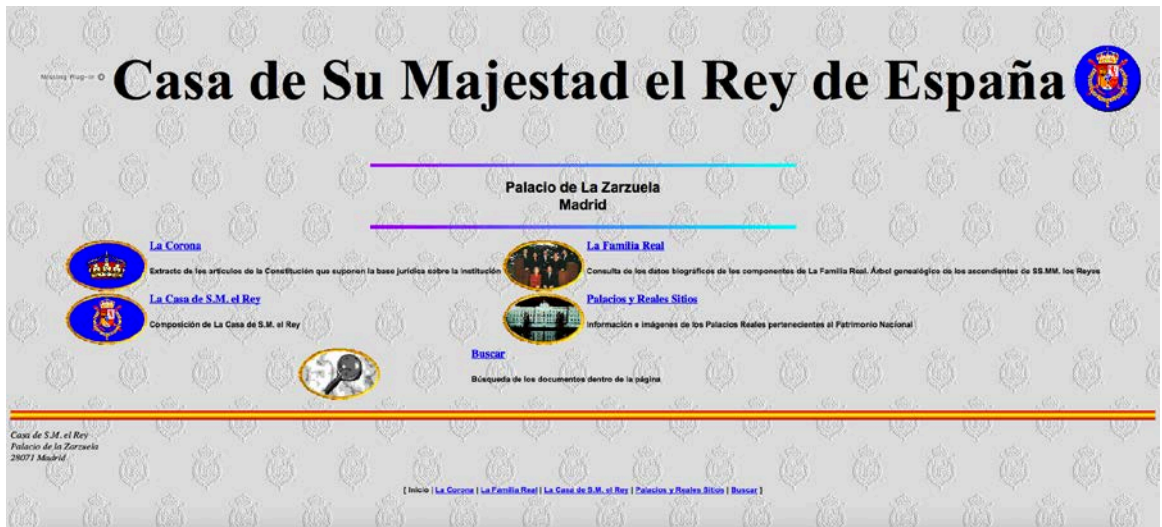 Missing Plug-in
Casa de Su Majestad el Rey de España
Palacio de La Zarzuela
Madrid
La Corona
Extracto de los artículos de la Constitución que suponen la base jurídica sobre la institución
La Familia Real
Consulta de los datos biográficos de los componentes de La Familia Real. Árbol genealógico de los ascendientes de SS.MM. los Reyes
La Casa de S.M. el Rey
Composición de La Casa de S.M. el Rey
Palacios y Reales Sitios
Información e imágenes de los Palacios Reales pertenecientes al Patrimonio Nacional
Buscar
Búsqueda de los documentos dentro de la página
Casa de S.M. el Rey
Palacio de la Zarzuela
28071 Madrid
[ Inicio | La Corona | La Familia Real | La Casa de S.M. el Rey | Palacios y Reales Sitios | Buscar ]